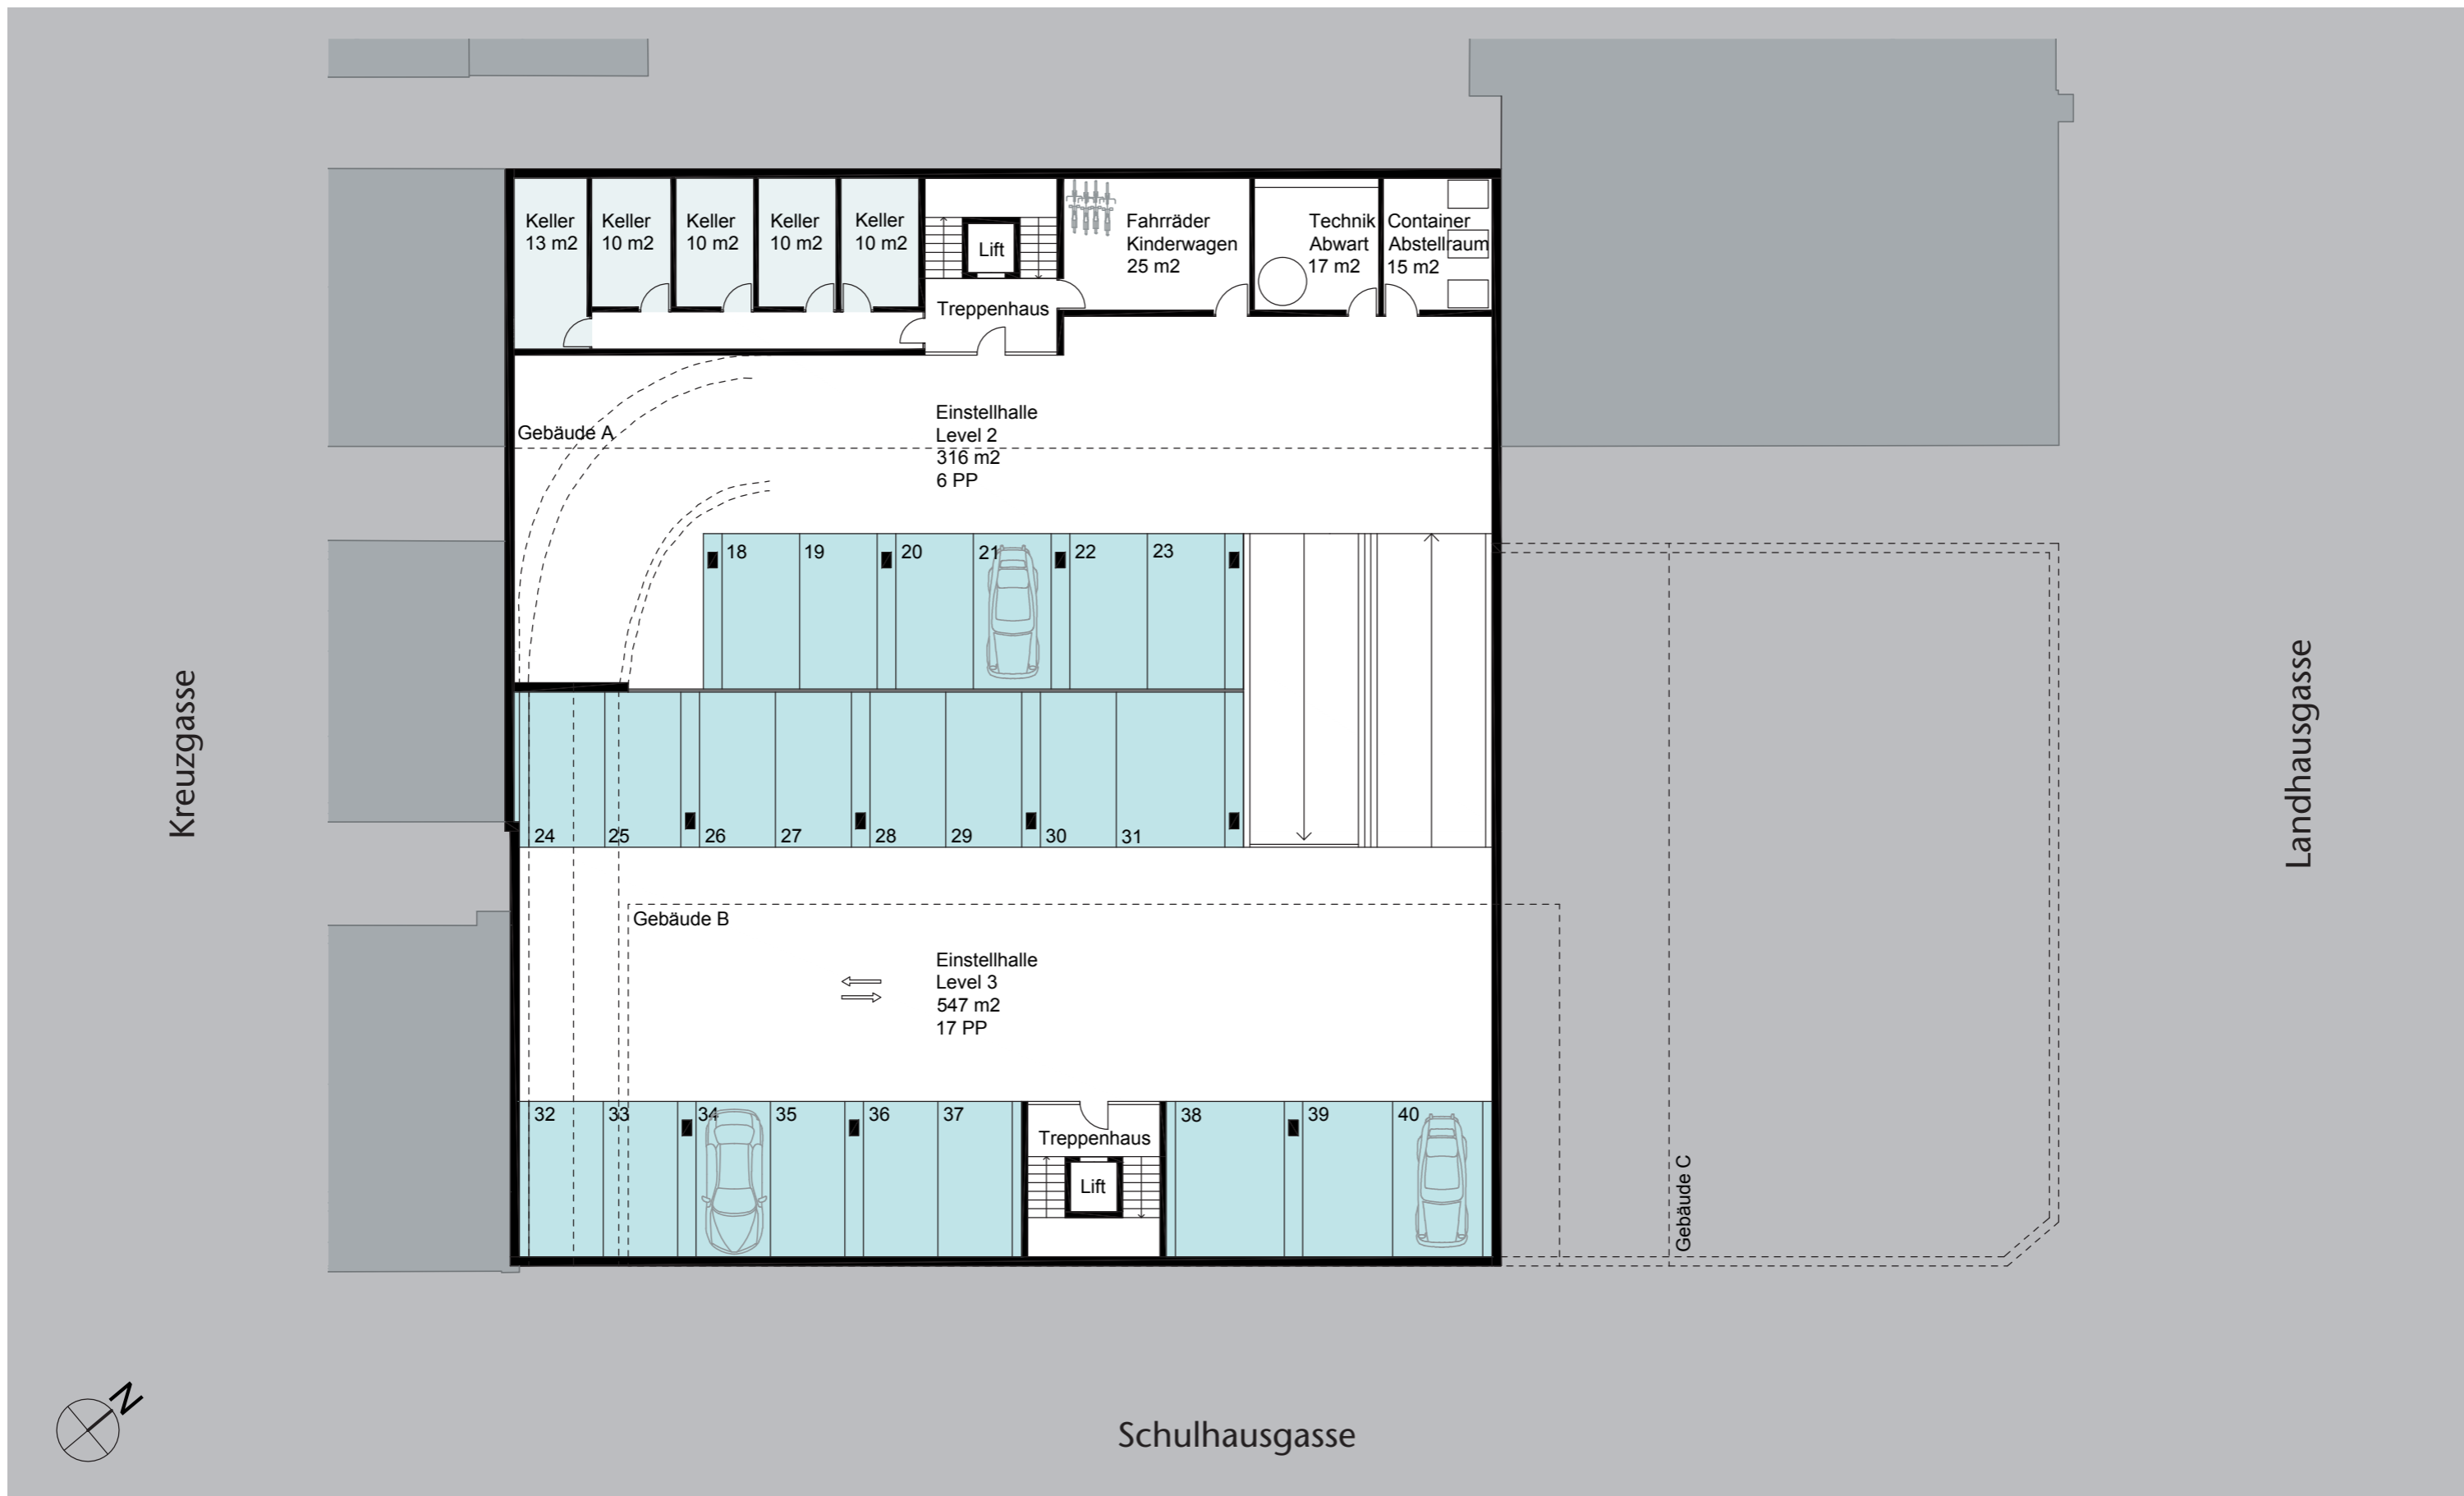 Keller
13 m2
Keller
10 m2
Keller
10 m2
Keller
10 m2
Keller
10 m2
Lift
Treppenhaus
Fahrräder
Kinderwagen
25 m2
Technik
Abwart
17 m2
Container
Abstellraum
15 m2
Gebäude A
Einstellhalle
Level 2
316 m2
6 PP
18
19
20
21
22
23
Kreuzgasse
Landhausgasse
24
25
26
27
28
29
30
31
Gebäude B
Einstellhalle
Level 3
547 m2
17 PP
32
33
34
35
36
37
Treppenhaus
Lift
38
39
40
Gebäude C
N
Schulhausgasse